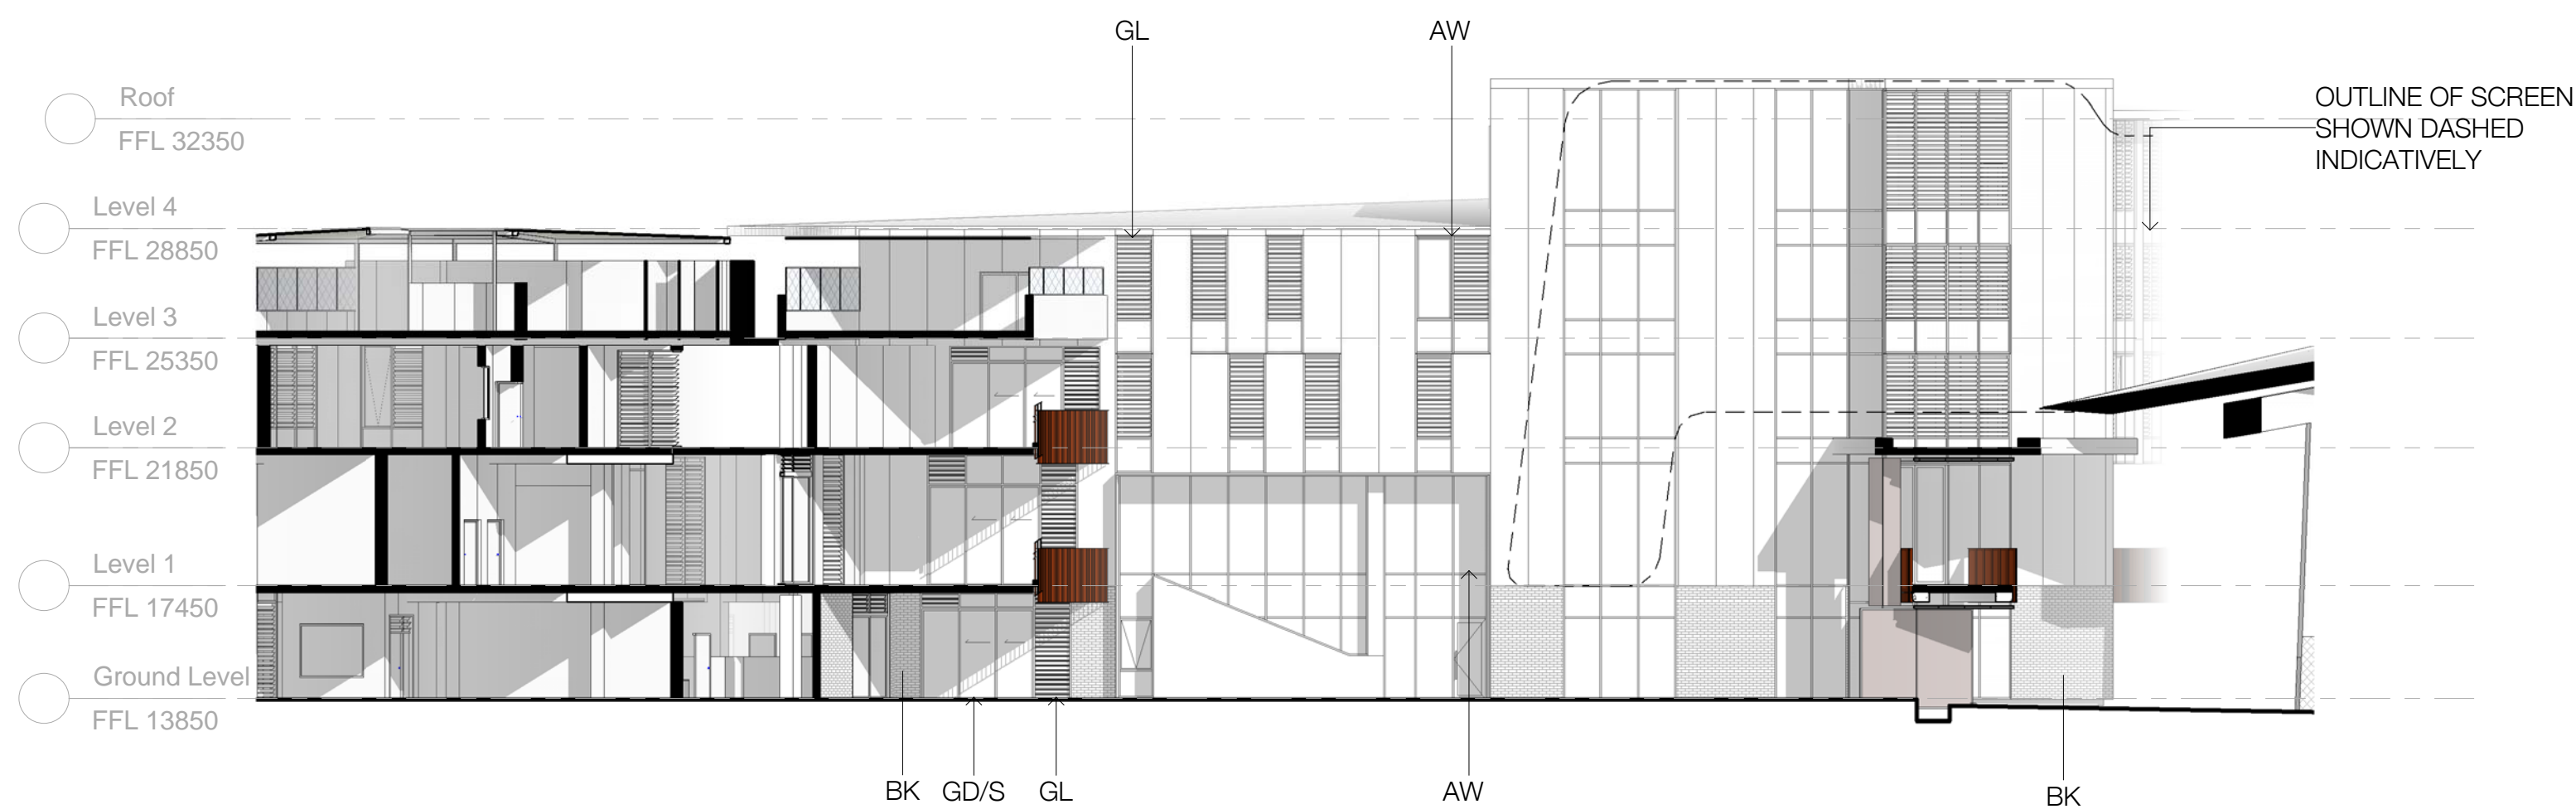 GL
AW
Roof
FFL 32350
OUTLINE OF SCREEN
SHOWN DASHED
INDICATIVELY
Level 4
FFL 28850
Level 3
FFL 25350
Level 2
FFL 21850
Level 1
FFL 17450
Ground Level
FFL 13850
BK
GD/S
GL
AW
BK